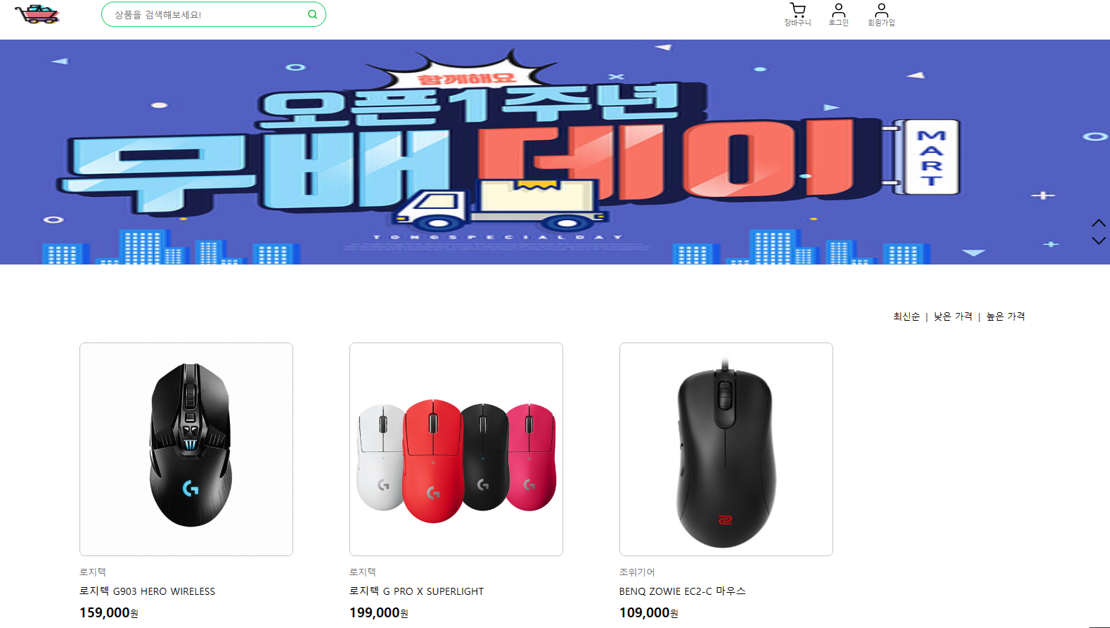 상품을 검색해보세요!
장바구니 로그인 회원가입
함께해요
오픈1주년
무배데이
MART
TONGSPECIALDAY
최신순 | 낮은 가격 | 높은 가격
로지텍
로지텍 G903 HERO WIRELESS
159,000원
로지텍
로지텍 G PRO X SUPERLIGHT
199,000원
조위기어
BENQ ZOWIE EC2-C 마우스
109,000원